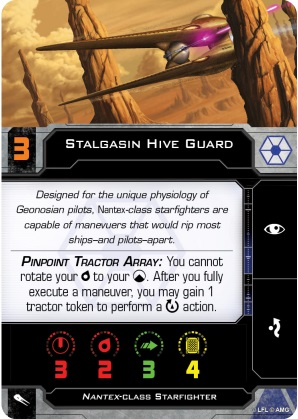 3 STALGASIN HIVE GUARD
Designed for the unique physiology of
Geonosian pilots, Nantex-class starfighters are
capable of manevuers that would rip most
ships–and pilots–apart.
PINPOINT TRACTOR ARRAY: You cannot
rotate your to your . After you fully
execute a maneuver, you may gain 1
tractor token to perform a action.
3 2 3 4
NANTEX-CLASS STARFIGHTER
© LFL © AMG